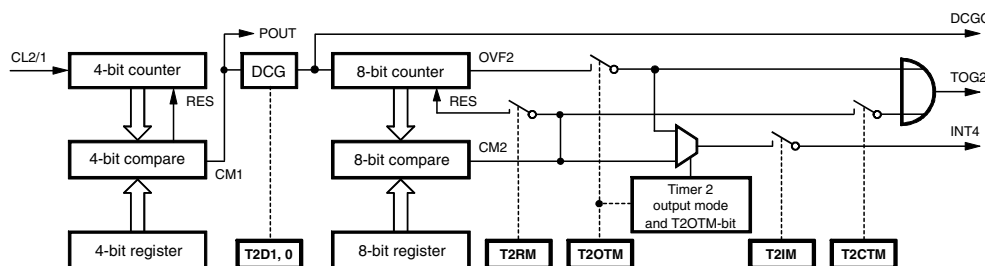 DCGO
POUT
CL2/1
4-bit counter
DCG
8-bit counter
OVF2
TOG2
RES
RES
INT4
4-bit compare
CM1
8-bit compare
CM2
Timer 2
output mode
and T2OTM-bit
4-bit register
T2D1, 0
8-bit register
T2RM
T2OTM
T2IM
T2CTM